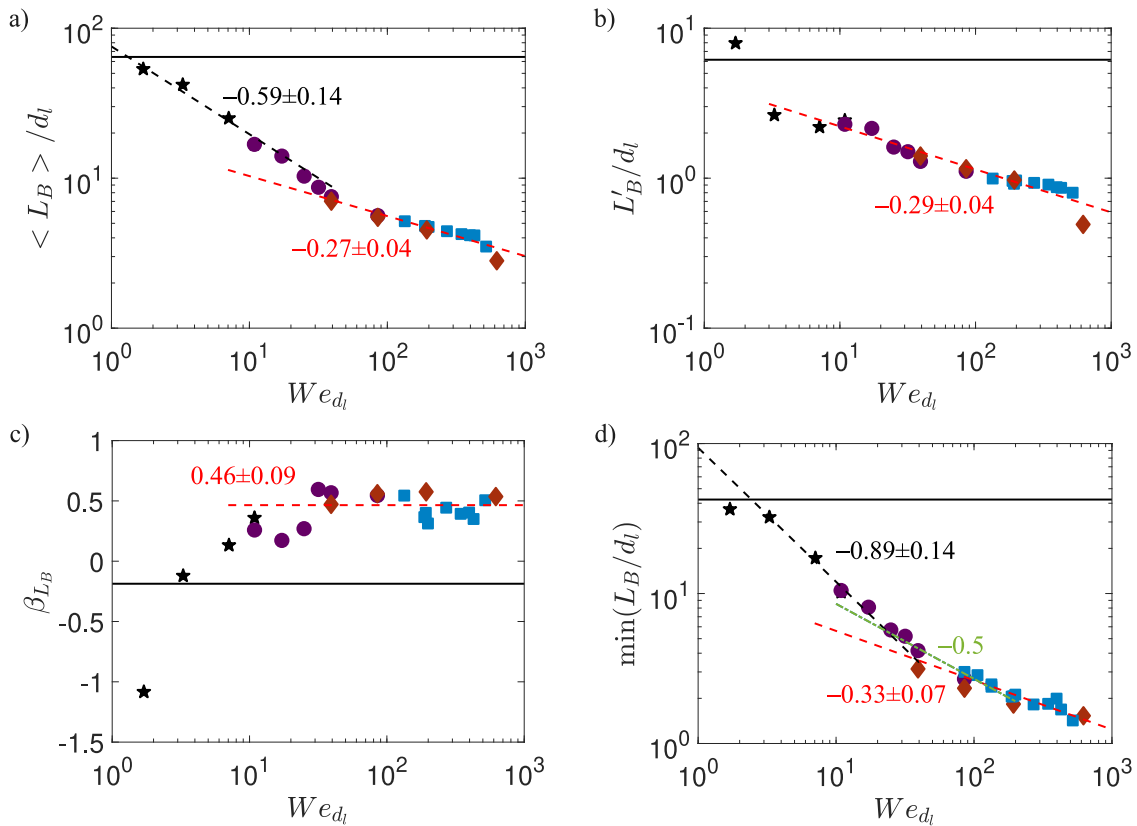 a)
10^2
10^1
10^0
< L_B > /d_l
−0.59±0.14
−0.27±0.04
10^0 10^1 10^2 10^3
We_{d_l}
b)
10^1
10^0
10^{-1}
L'_B/d_l
−0.29±0.04
10^0 10^1 10^2 10^3
We_{d_l}
c)
1
0.5
0
-0.5
-1
-1.5
β_{L_B}
0.46±0.09
10^0 10^1 10^2 10^3
We_{d_l}
d)
10^2
10^1
10^0
min(L_B/d_l)
−0.89±0.14
−0.5
−0.33±0.07
10^0 10^1 10^2 10^3
We_{d_l}